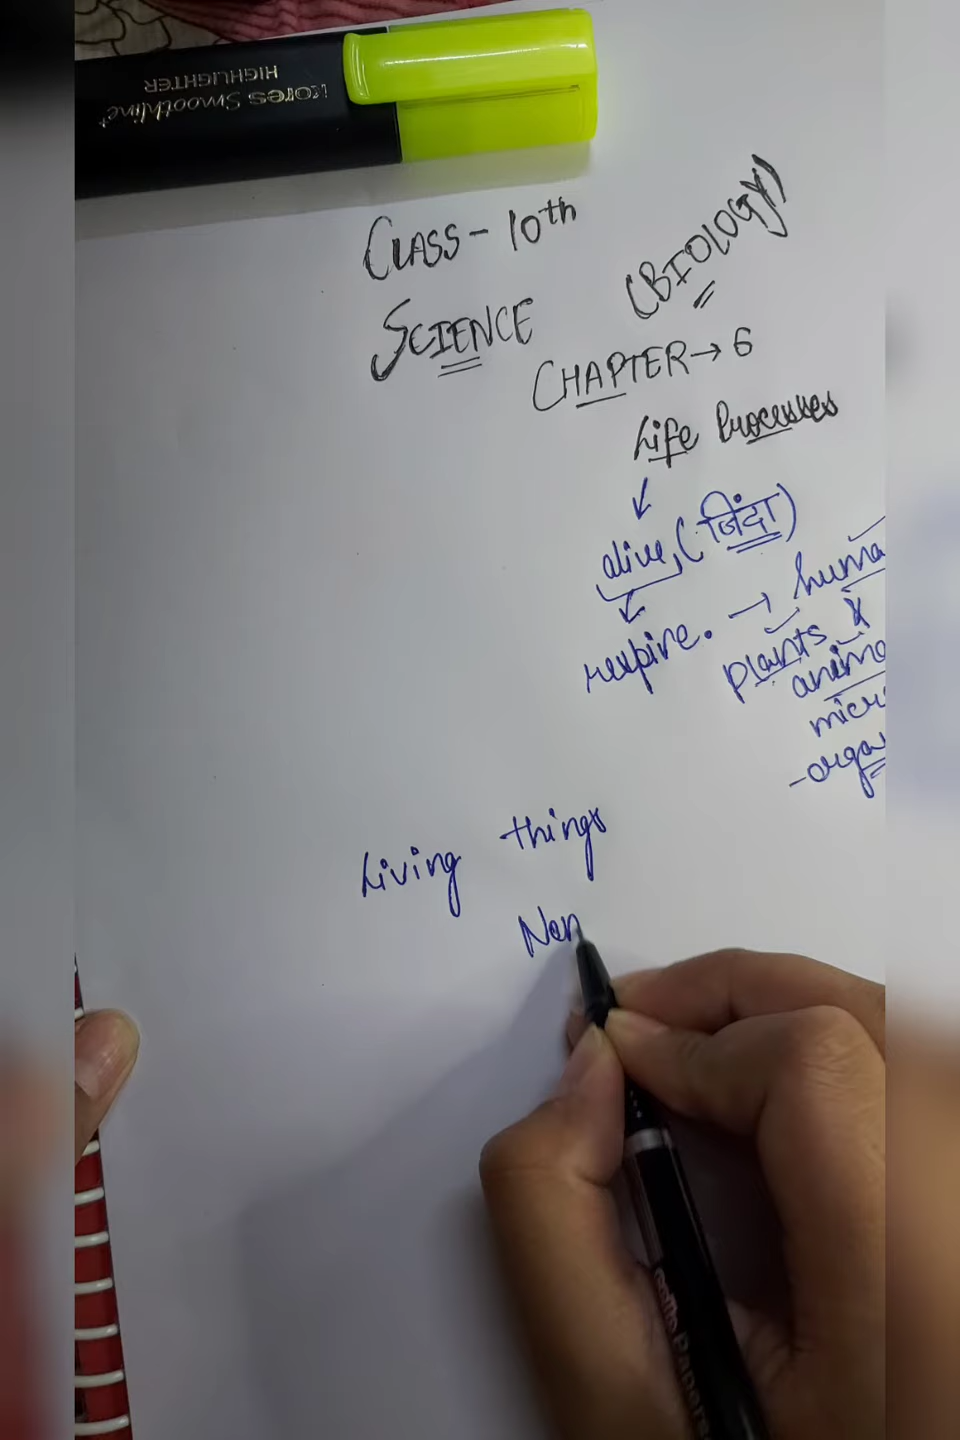 Kores Smoothline
HIGHLIGHTER
CLASS - 10th
SCIENCE (BIOLOGY)
CHAPTER → 6
Life Processes
alive, (जिंदा)
respire. → huma
plants &
anima
micr
-orga
Living things
Non